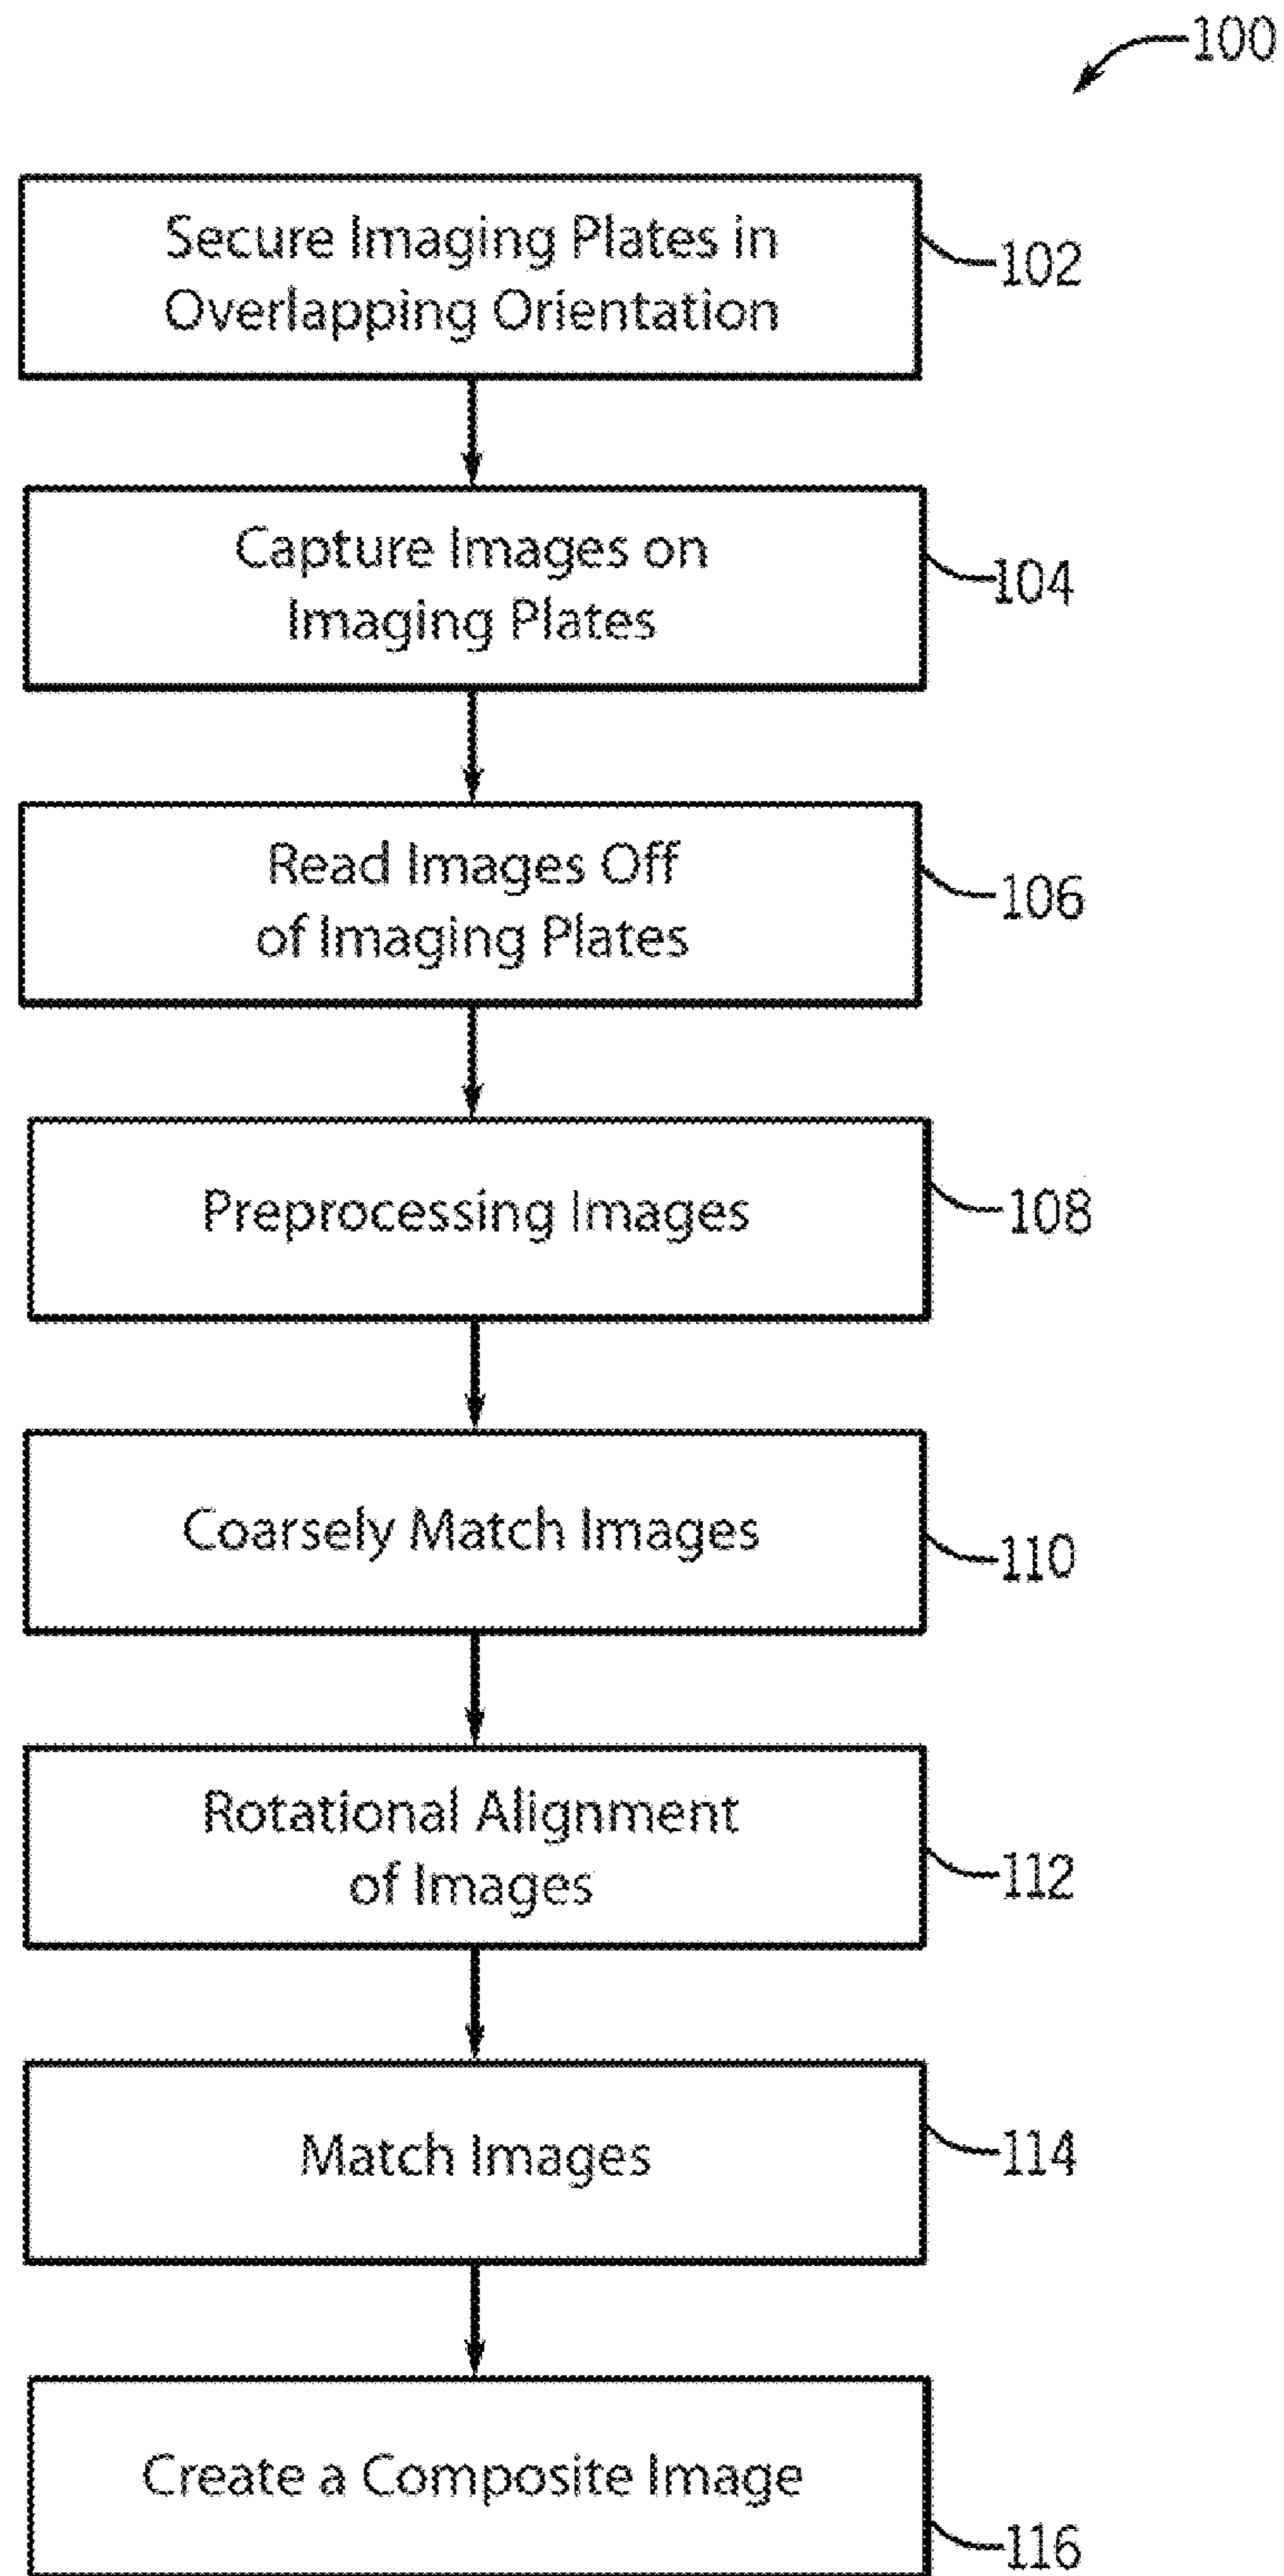 100
Secure Imaging Plates in
Overlapping Orientation
102
Capture Images on
Imaging Plates
104
Read Images Off
of Imaging Plates
106
Preprocessing Images
108
Coarsely Match Images
110
Rotational Alignment
of Images
112
Match Images
114
Create a Composite Image
116